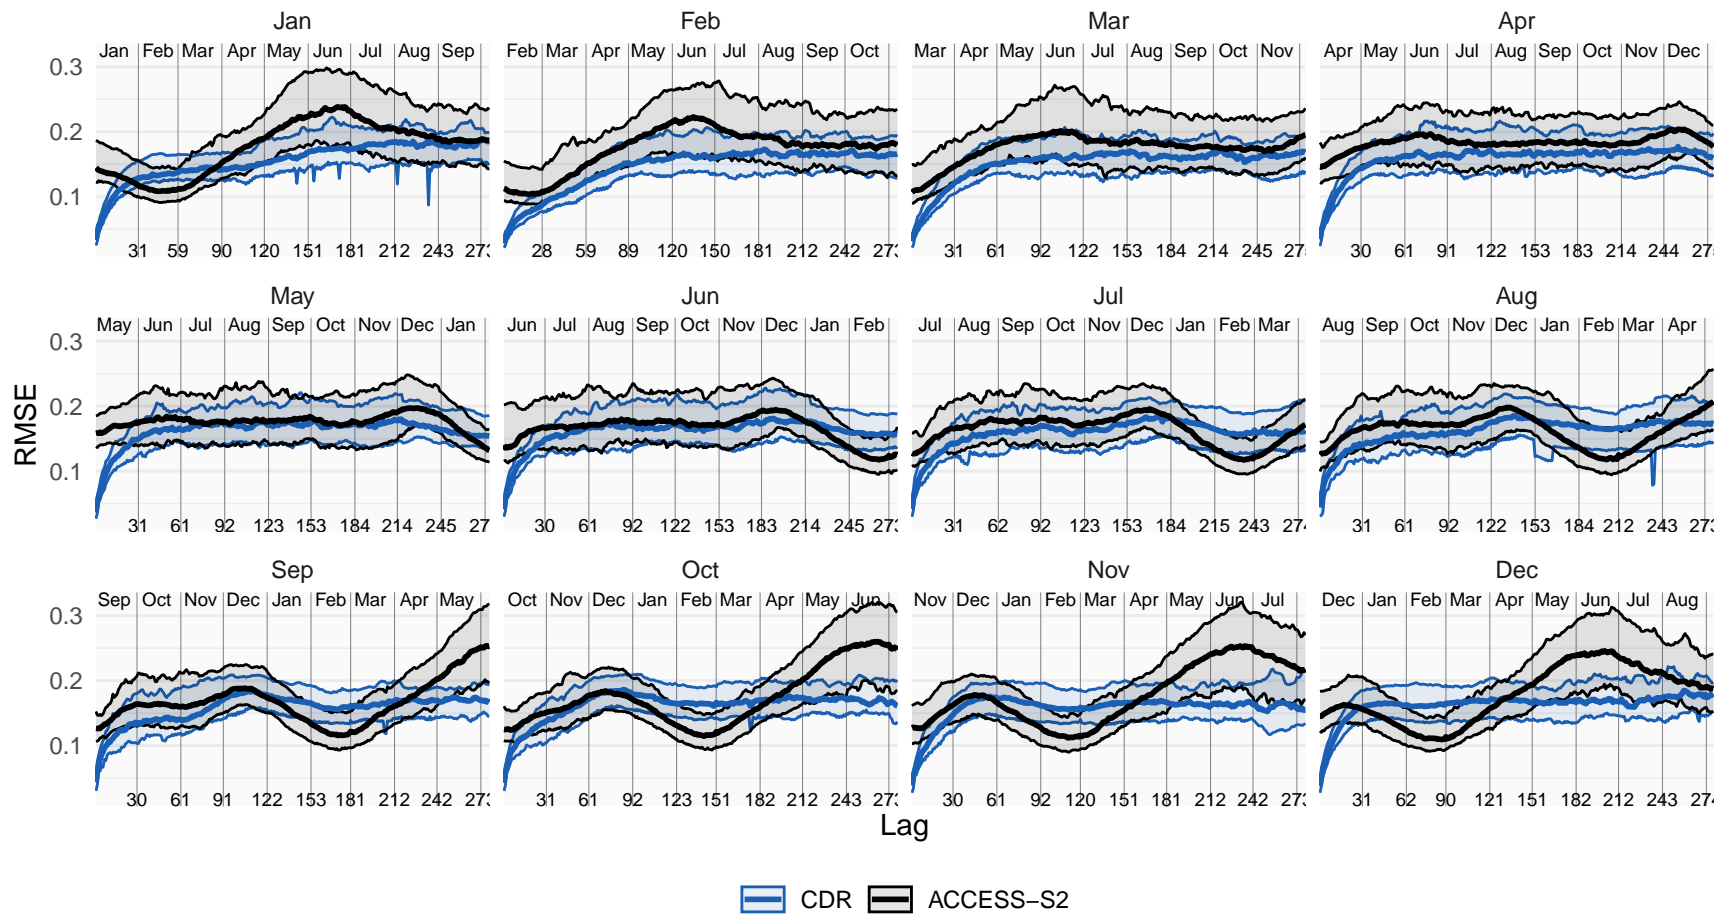 Jan Feb Mar Apr
Jan Feb Mar Apr May Jun Jul Aug Sep
Feb Mar Apr May Jun Jul Aug Sep Oct
Mar Apr May Jun Jul Aug Sep Oct Nov
Apr May Jun Jul Aug Sep Oct Nov Dec
0.3
0.2
0.1
31 59 90 120 151 181 212 243 273
28 59 89 120 150 181 212 242 273
31 61 92 122 153 184 214 245
30 61 91 122 153 183 214 244
May Jun Jul Aug
May Jun Jul Aug Sep Oct Nov Dec Jan
Jun Jul Aug Sep Oct Nov Dec Jan Feb
Jul Aug Sep Oct Nov Dec Jan Feb Mar
Aug Sep Oct Nov Dec Jan Feb Mar Apr
0.3
0.2
0.1
31 61 92 123 153 184 214 245
30 61 92 122 153 183 214 245 273
31 62 92 123 153 184 215 243 274
31 61 92 122 153 184 212 243 273
RMSE
Sep Oct Nov Dec
Sep Oct Nov Dec Jan Feb Mar Apr May
Oct Nov Dec Jan Feb Mar Apr May Jun
Nov Dec Jan Feb Mar Apr May Jun Jul
Dec Jan Feb Mar Apr May Jun Jul Aug
0.3
0.2
0.1
30 61 91 122 153 181 212 242 273
31 61 92 123 151 182 212 243 273
30 61 92 120 151 181 212 242 273
31 62 90 121 151 182 212 243 274
Lag
CDR ACCESS−S2